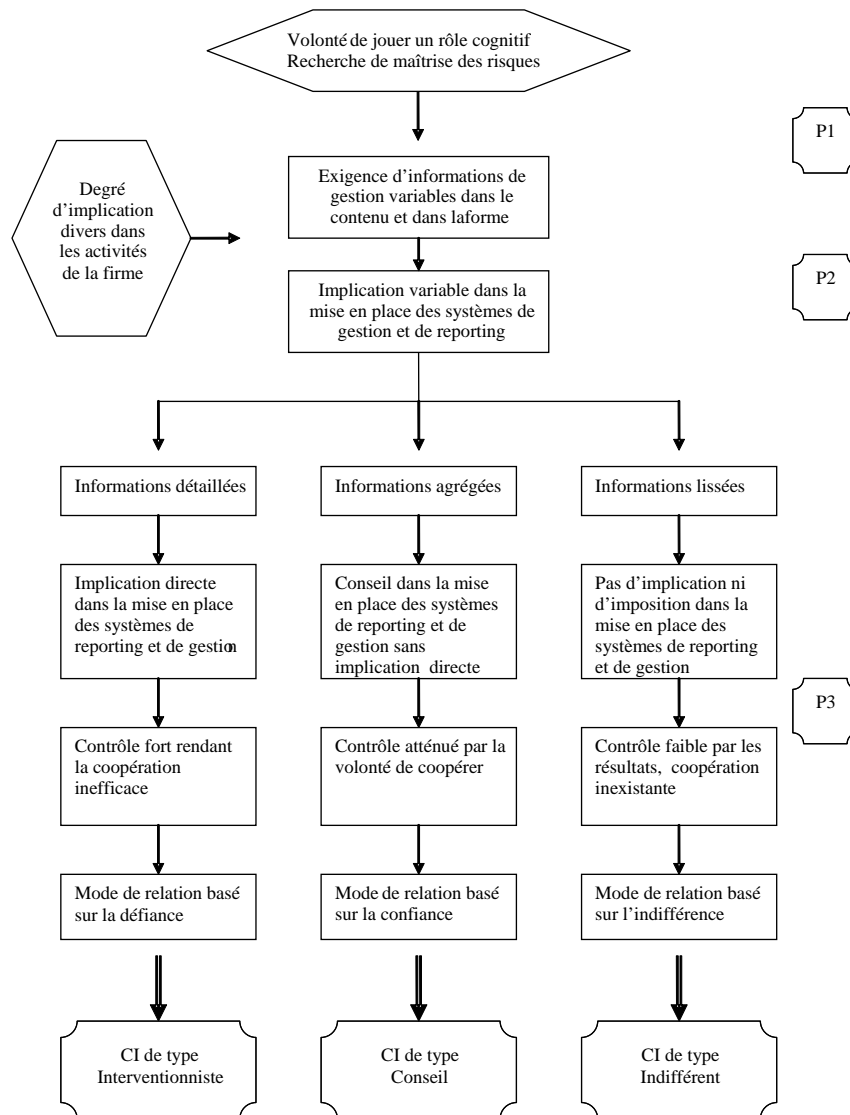 Volonté de jouer un rôle cognitif
Recherche de maîtrise des risques
P1
Degré
d'implication
divers dans
les activités
de la firme
Exigence d'informations de
gestion variables dans le
contenu et dans laforme
P2
Implication variable dans la
mise en place des systèmes de
gestion et de reporting
Informations détaillées
Informations agrégées
Informations lissées
Implication directe
dans la mise en place
des systèmes de
reporting et de gestion
Conseil dans la mise
en place des systèmes
de reporting et de
gestion sans
implication directe
Pas d'implication ni
d'imposition dans la
mise en place des
systèmes de reporting
et de gestion
P3
Contrôle fort rendant
la coopération
inefficace
Contrôle atténué par la
volonté de coopérer
Contrôle faible par les
résultats, coopération
inexistante
Mode de relation basé
sur la défiance
Mode de relation basé
sur la confiance
Mode de relation basé
sur l'indifférence
CI de type
Interventionniste
CI de type
Conseil
CI de type
Indifférent